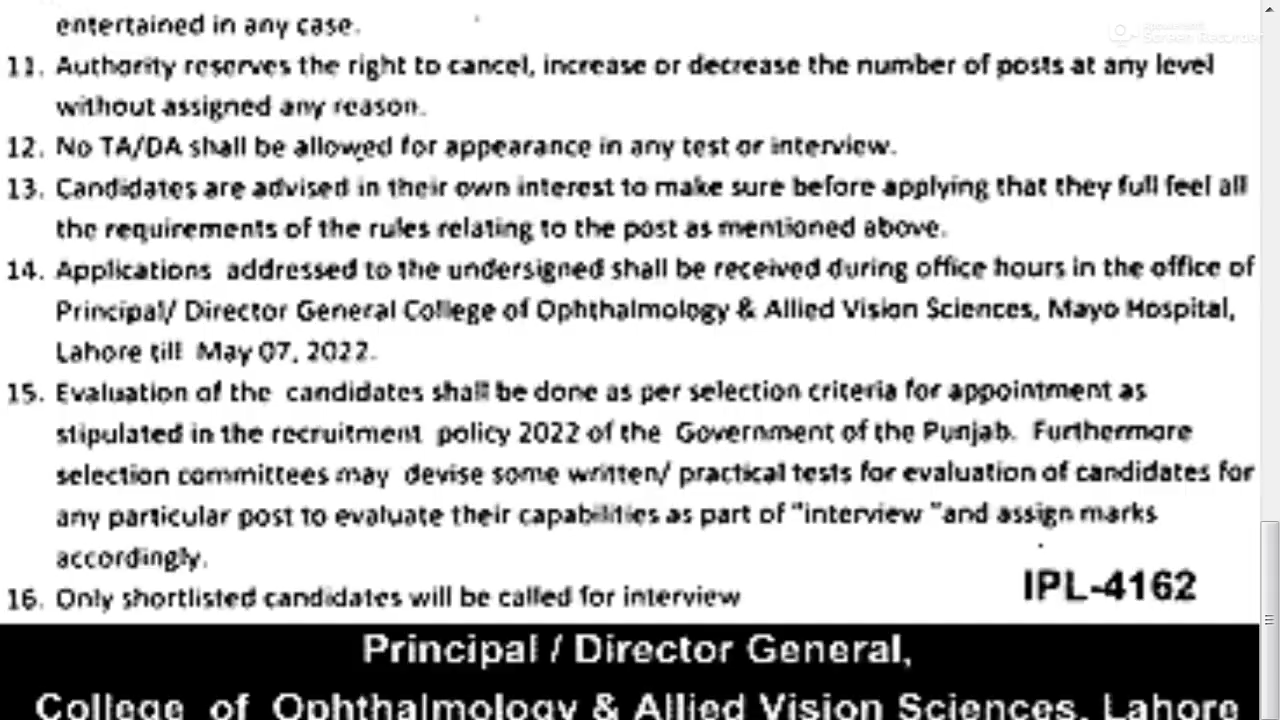 entertained in any case.
Apowersoft
Screen Recorder
11. Authority reserves the right to cancel, increase or decrease the number of posts at any level
without assigned any reason.
12. No TA/DA shall be allowed for appearance in any test or interview.
13. Candidates are advised in their own interest to make sure before applying that they full feel all
the requirements of the rules relating to the post as mentioned above.
14. Applications addressed to the undersigned shall be received during office hours in the office of
Principal/ Director General College of Ophthalmology & Allied Vision Sciences, Mayo Hospital,
Lahore till May 07, 2022.
15. Evaluation of the candidates shall be done as per selection criteria for appointment as
stipulated in the recruitment policy 2022 of the Government of the Punjab. Furthermore
selection committees may devise some written/ practical tests for evaluation of candidates for
any particular post to evaluate their capabilities as part of "interview "and assign marks
accordingly.
16. Only shortlisted candidates will be called for interview
IPL-4162
Principal / Director General,
College of Ophthalmology & Allied Vision Sciences, Lahore